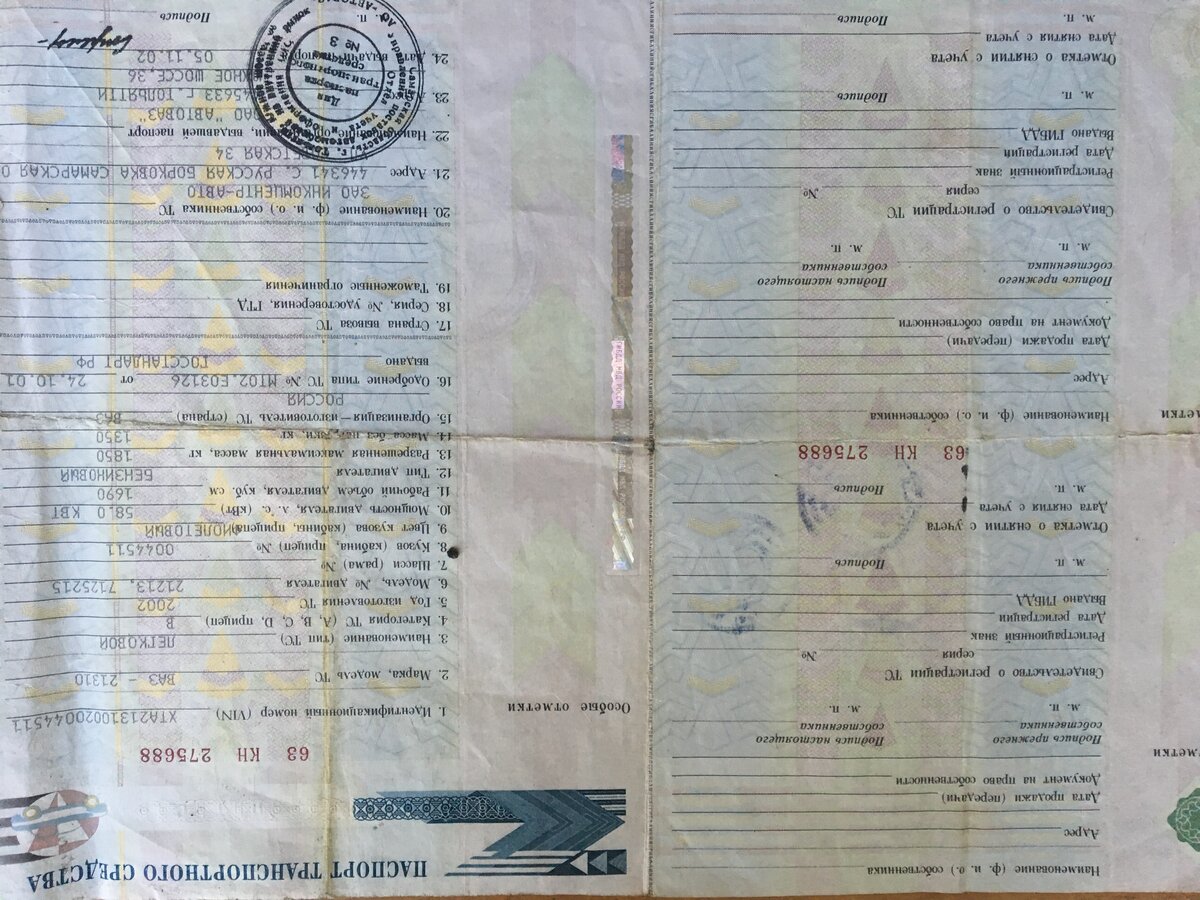 Наименование (ф. и. о.) собственника
Адрес
Дата продажи (передачи)
Документ на право собственности
Подпись прежнего собственника
Подпись настоящего собственника
м. п.
м. п.
Свидетельство о регистрации ТС
серия №
Регистрационный знак
Дата регистрации
Выдано ГИБДД
м. п. Подпись
Отметка о снятии с учета
Дата снятия с учета
м. п. Подпись
63 КН 275688
Наименование (ф. и. о.) собственника
Адрес
Дата продажи (передачи)
Документ на право собственности
Подпись прежнего собственника
Подпись настоящего собственника
м. п.
м. п.
Свидетельство о регистрации ТС
серия №
Регистрационный знак
Дата регистрации
Выдано ГИБДД
м. п. Подпись
Отметка о снятии с учета
Дата снятия с учета
м. п. Подпись
Особые отметки
ПАСПОРТ ТРАНСПОРТНОГО СРЕДСТВА
63 КН 275688
1. Идентификационный номер (VIN) XTA21310020044511
2. Марка, модель ТС ВАЗ - 21310
3. Наименование (тип ТС) ЛЕГКОВОЙ
4. Категория ТС (A, B, C, D, прицеп) B
5. Год изготовления ТС 2002
6. Модель, № двигателя 21213, 7125215
7. Шасси (рама) №
8. Кузов (кабина, прицеп) № 0044511
9. Цвет кузова (кабины, прицепа) ФИОЛЕТОВЫЙ
10. Мощность двигателя, л. с. (кВт) 58.0 КВТ
11. Рабочий объем двигателя, куб. см 1690
12. Тип двигателя БЕНЗИНОВЫЙ
13. Разрешенная максимальная масса, кг 1850
14. Масса без нагрузки, кг 1350
15. Организация—изготовитель ТС (страна) ВАЗ
РОССИЯ
16. Одобрение типа ТС № МТ02.Е03126 от 24.10.01
выдано ГОССТАНДАРТ РФ
17. Страна вывоза ТС
18. Серия, № удостоверения, ГТД
19. Таможенные ограничения
20. Наименование (ф. и. о.) собственника ТС
ЗАО ИНКОМЦЕНТР-АВТО
21. Адрес 446341 С. РУССКАЯ БОРКОВКА САМАРСКАЯ О
34
22. Наименование организации, выдавшей паспорт
ОАО "АВТОВАЗ"
23. Адрес 445633 Г. ТОЛЬЯТТИ
ЮЖНОЕ ШОССЕ,36
24. Дата выдачи паспорта 05.11.02
м. п. Подпись
Для паспорта транспортного средства № 3